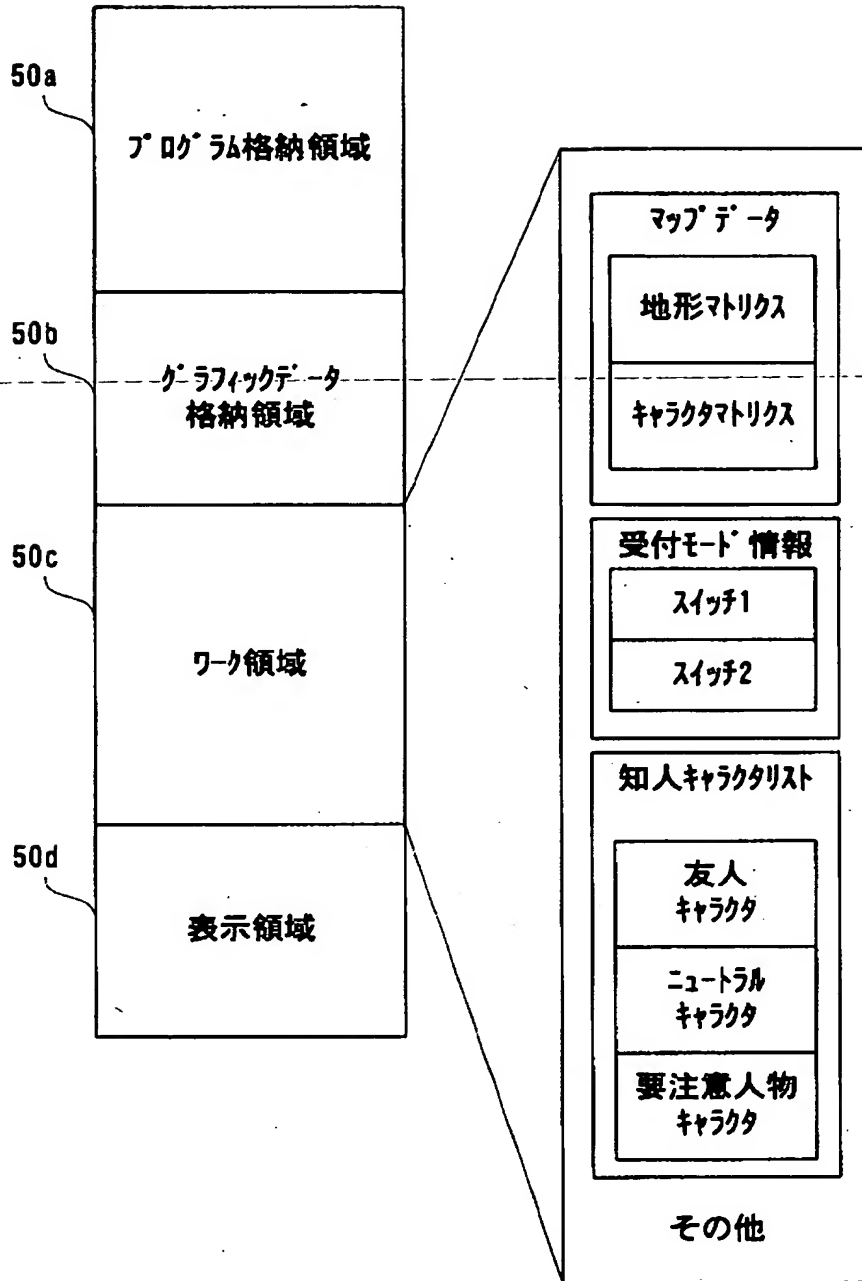 50a
ﾌﾟﾛｸﾞﾗﾑ格納領域
50b
ｸﾞﾗﾌｨｯｸﾃﾞｰﾀ
格納領域
50c
ﾜｰｸ領域
50d
表示領域
ﾏｯﾌﾟﾃﾞｰﾀ
地形ﾏﾄﾘｸｽ
ｷｬﾗｸﾀﾏﾄﾘｸｽ
受付ﾓｰﾄﾞ情報
ｽｲｯﾁ1
ｽｲｯﾁ2
知人ｷｬﾗｸﾀﾘｽﾄ
友人
ｷｬﾗｸﾀ
ﾆｭｰﾄﾗﾙ
ｷｬﾗｸﾀ
要注意人物
ｷｬﾗｸﾀ
その他